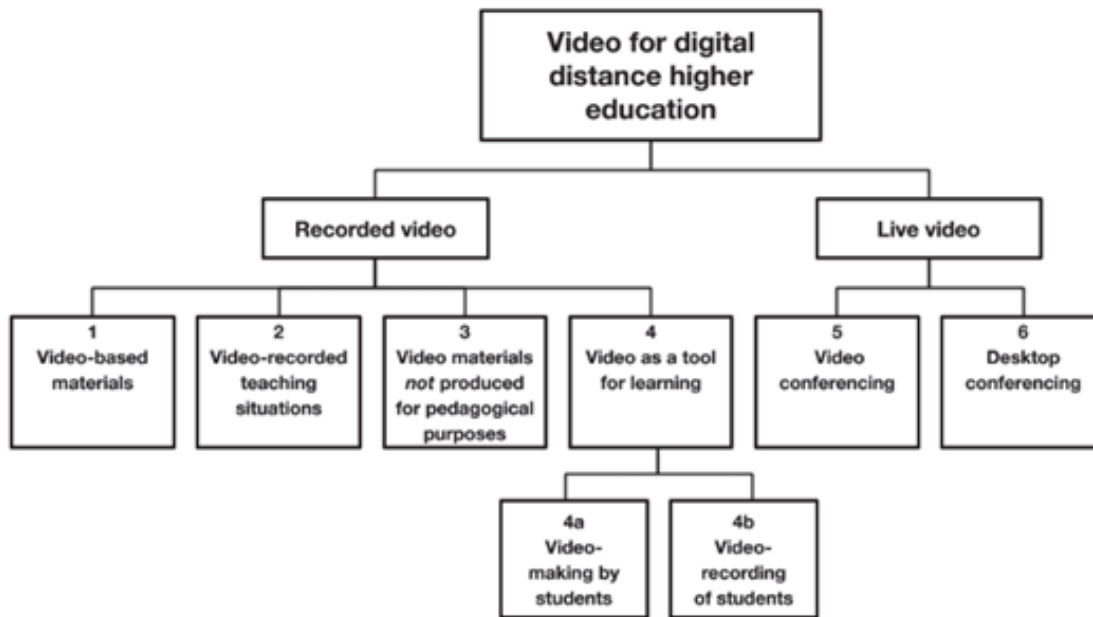 Video for digital
distance higher
education
Recorded video
Live video
1
Video-based
materials
2
Video-recorded
teaching
situations
3
Video materials
not produced
for pedagogical
purposes
4
Video as a tool
for learning
5
Video
conferencing
6
Desktop
conferencing
4a
Video-
making by
students
4b
Video-
recording
of students